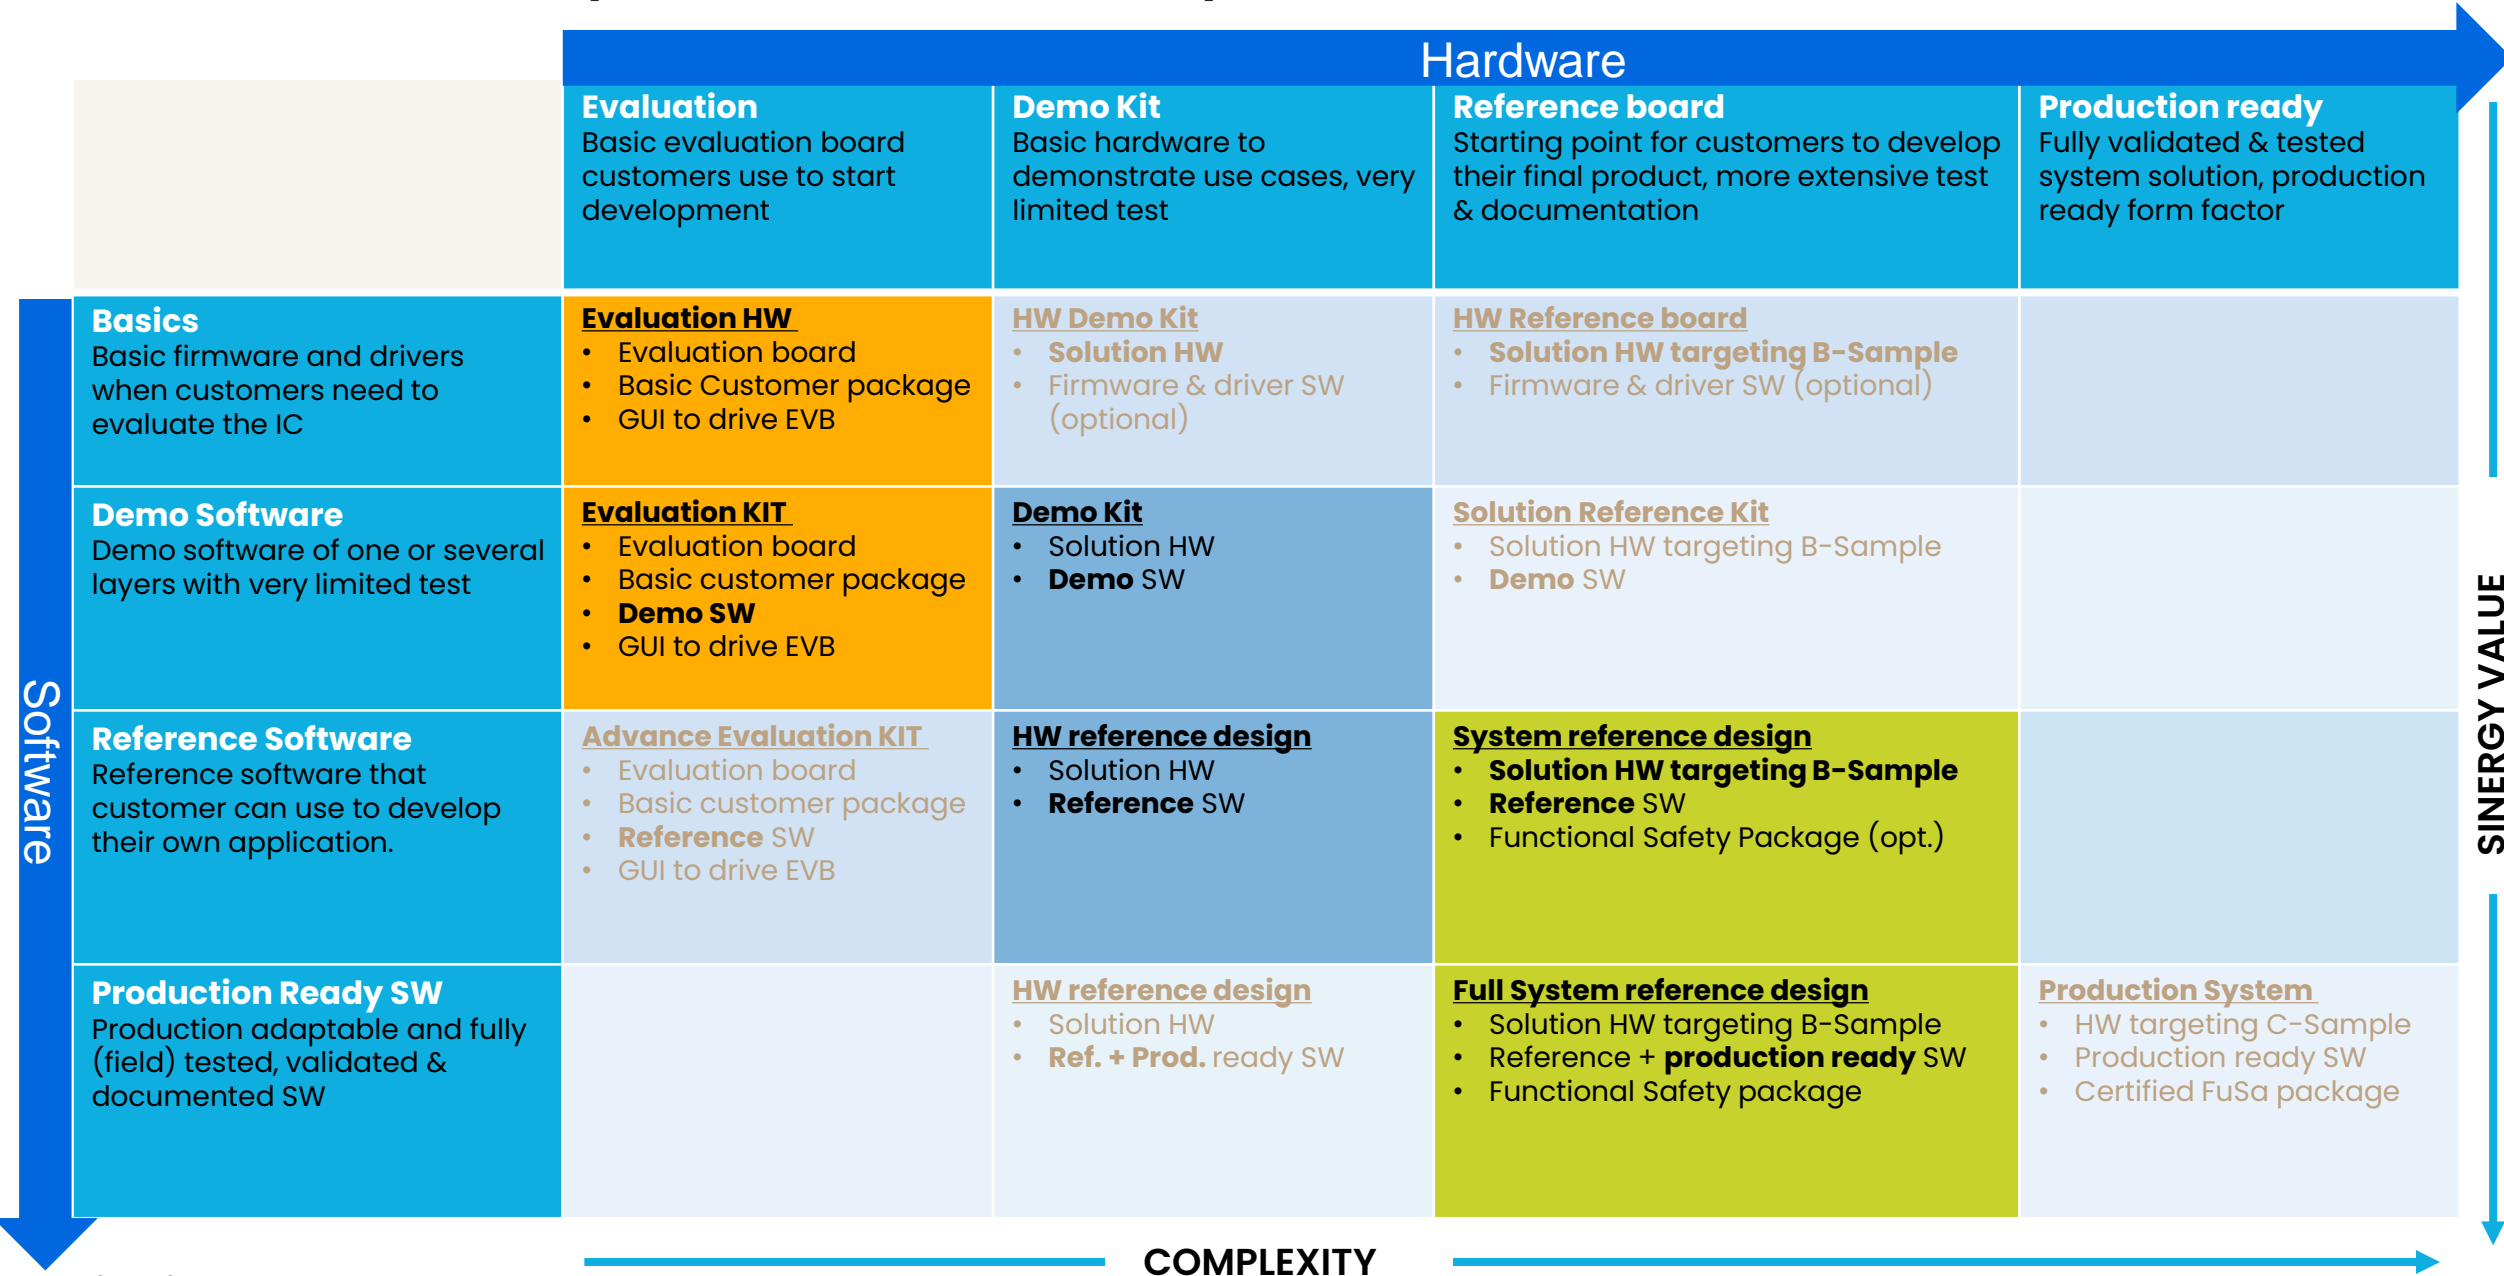 Hardware
Evaluation
Basic evaluation board
customers use to start
development
Demo Kit
Basic hardware to
demonstrate use cases, very
limited test
Reference board
Starting point for customers to develop
their final product, more extensive test
& documentation
Production ready
Fully validated & tested
system solution, production
ready form factor
Software
Basics
Basic firmware and drivers
when customers need to
evaluate the IC
Evaluation HW
• Evaluation board
• Basic Customer package
• GUI to drive EVB
HW Demo Kit
• Solution HW
• Firmware & driver SW
(optional)
HW Reference board
• Solution HW targeting B-Sample
• Firmware & driver SW (optional)
Demo Software
Demo software of one or several
layers with very limited test
Evaluation KIT
• Evaluation board
• Basic customer package
• Demo SW
• GUI to drive EVB
Demo Kit
• Solution HW
• Demo SW
Solution Reference Kit
• Solution HW targeting B-Sample
• Demo SW
Reference Software
Reference software that
customer can use to develop
their own application.
Advance Evaluation KIT
• Evaluation board
• Basic customer package
• Reference SW
• GUI to drive EVB
HW reference design
• Solution HW
• Reference SW
System reference design
• Solution HW targeting B-Sample
• Reference SW
• Functional Safety Package (opt.)
Production Ready SW
Production adaptable and fully
(field) tested, validated &
documented SW
HW reference design
• Solution HW
• Ref. + Prod. ready SW
Full System reference design
• Solution HW targeting B-Sample
• Reference + production ready SW
• Functional Safety package
Production System
• HW targeting C-Sample
• Production ready SW
• Certified FuSa package
SINERGY VALUE
COMPLEXITY